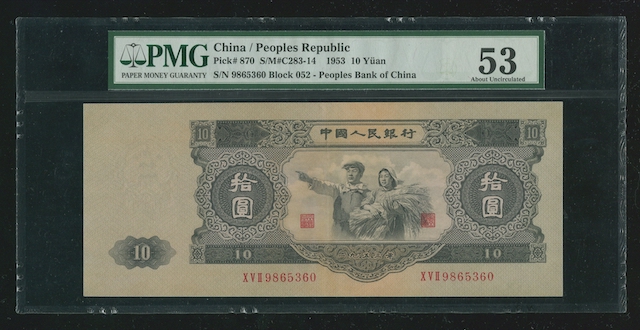 PMG
PAPER MONEY GUARANTY
China / Peoples Republic
Pick# 870 S/M#C283-14 1953 10 Yüan
S/N 9865360 Block 052 - Peoples Bank of China
53
About Uncirculated
10 中國人民銀行 10
拾圓 拾圓
10
10 10
XVII 9865360 XVII 9865360